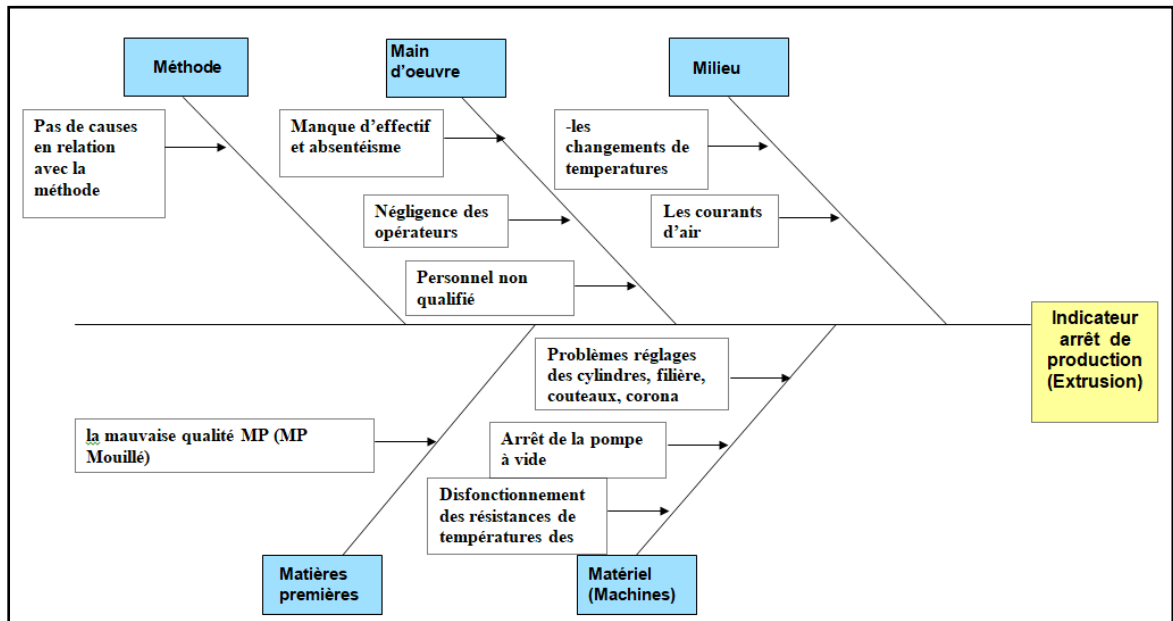 Méthode
Main
d'oeuvre
Milieu
Pas de causes
en relation
avec la
méthode
Manque d'effectif
et absentéisme
-les
changements de
temperatures
Négligence des
opérateurs
Les courants
d'air
Personnel non
qualifié
Indicateur
arrêt de
production
(Extrusion)
Problèmes réglages
des cylindres, filière,
couteaux, corona
la mauvaise qualité MP (MP
Mouillé)
Arrêt de la pompe
à vide
Disfonctionnement
des résistances de
températures des
Matières
premières
Matériel
(Machines)